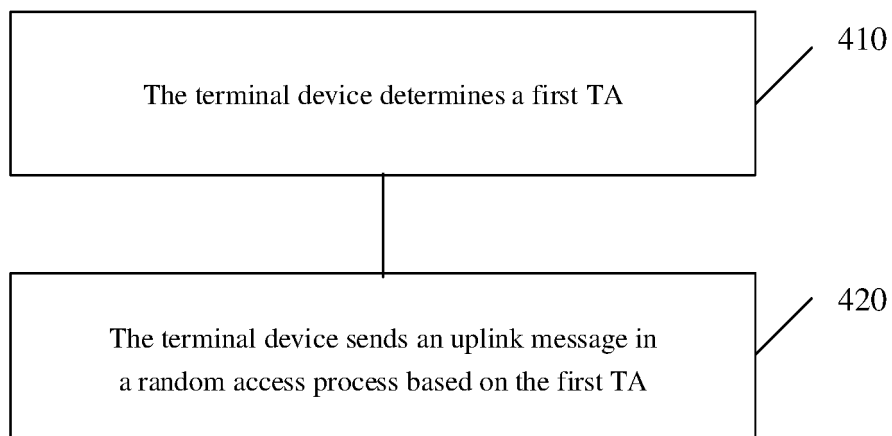 410
The terminal device determines a first TA
420
The terminal device sends an uplink message in
a random access process based on the first TA